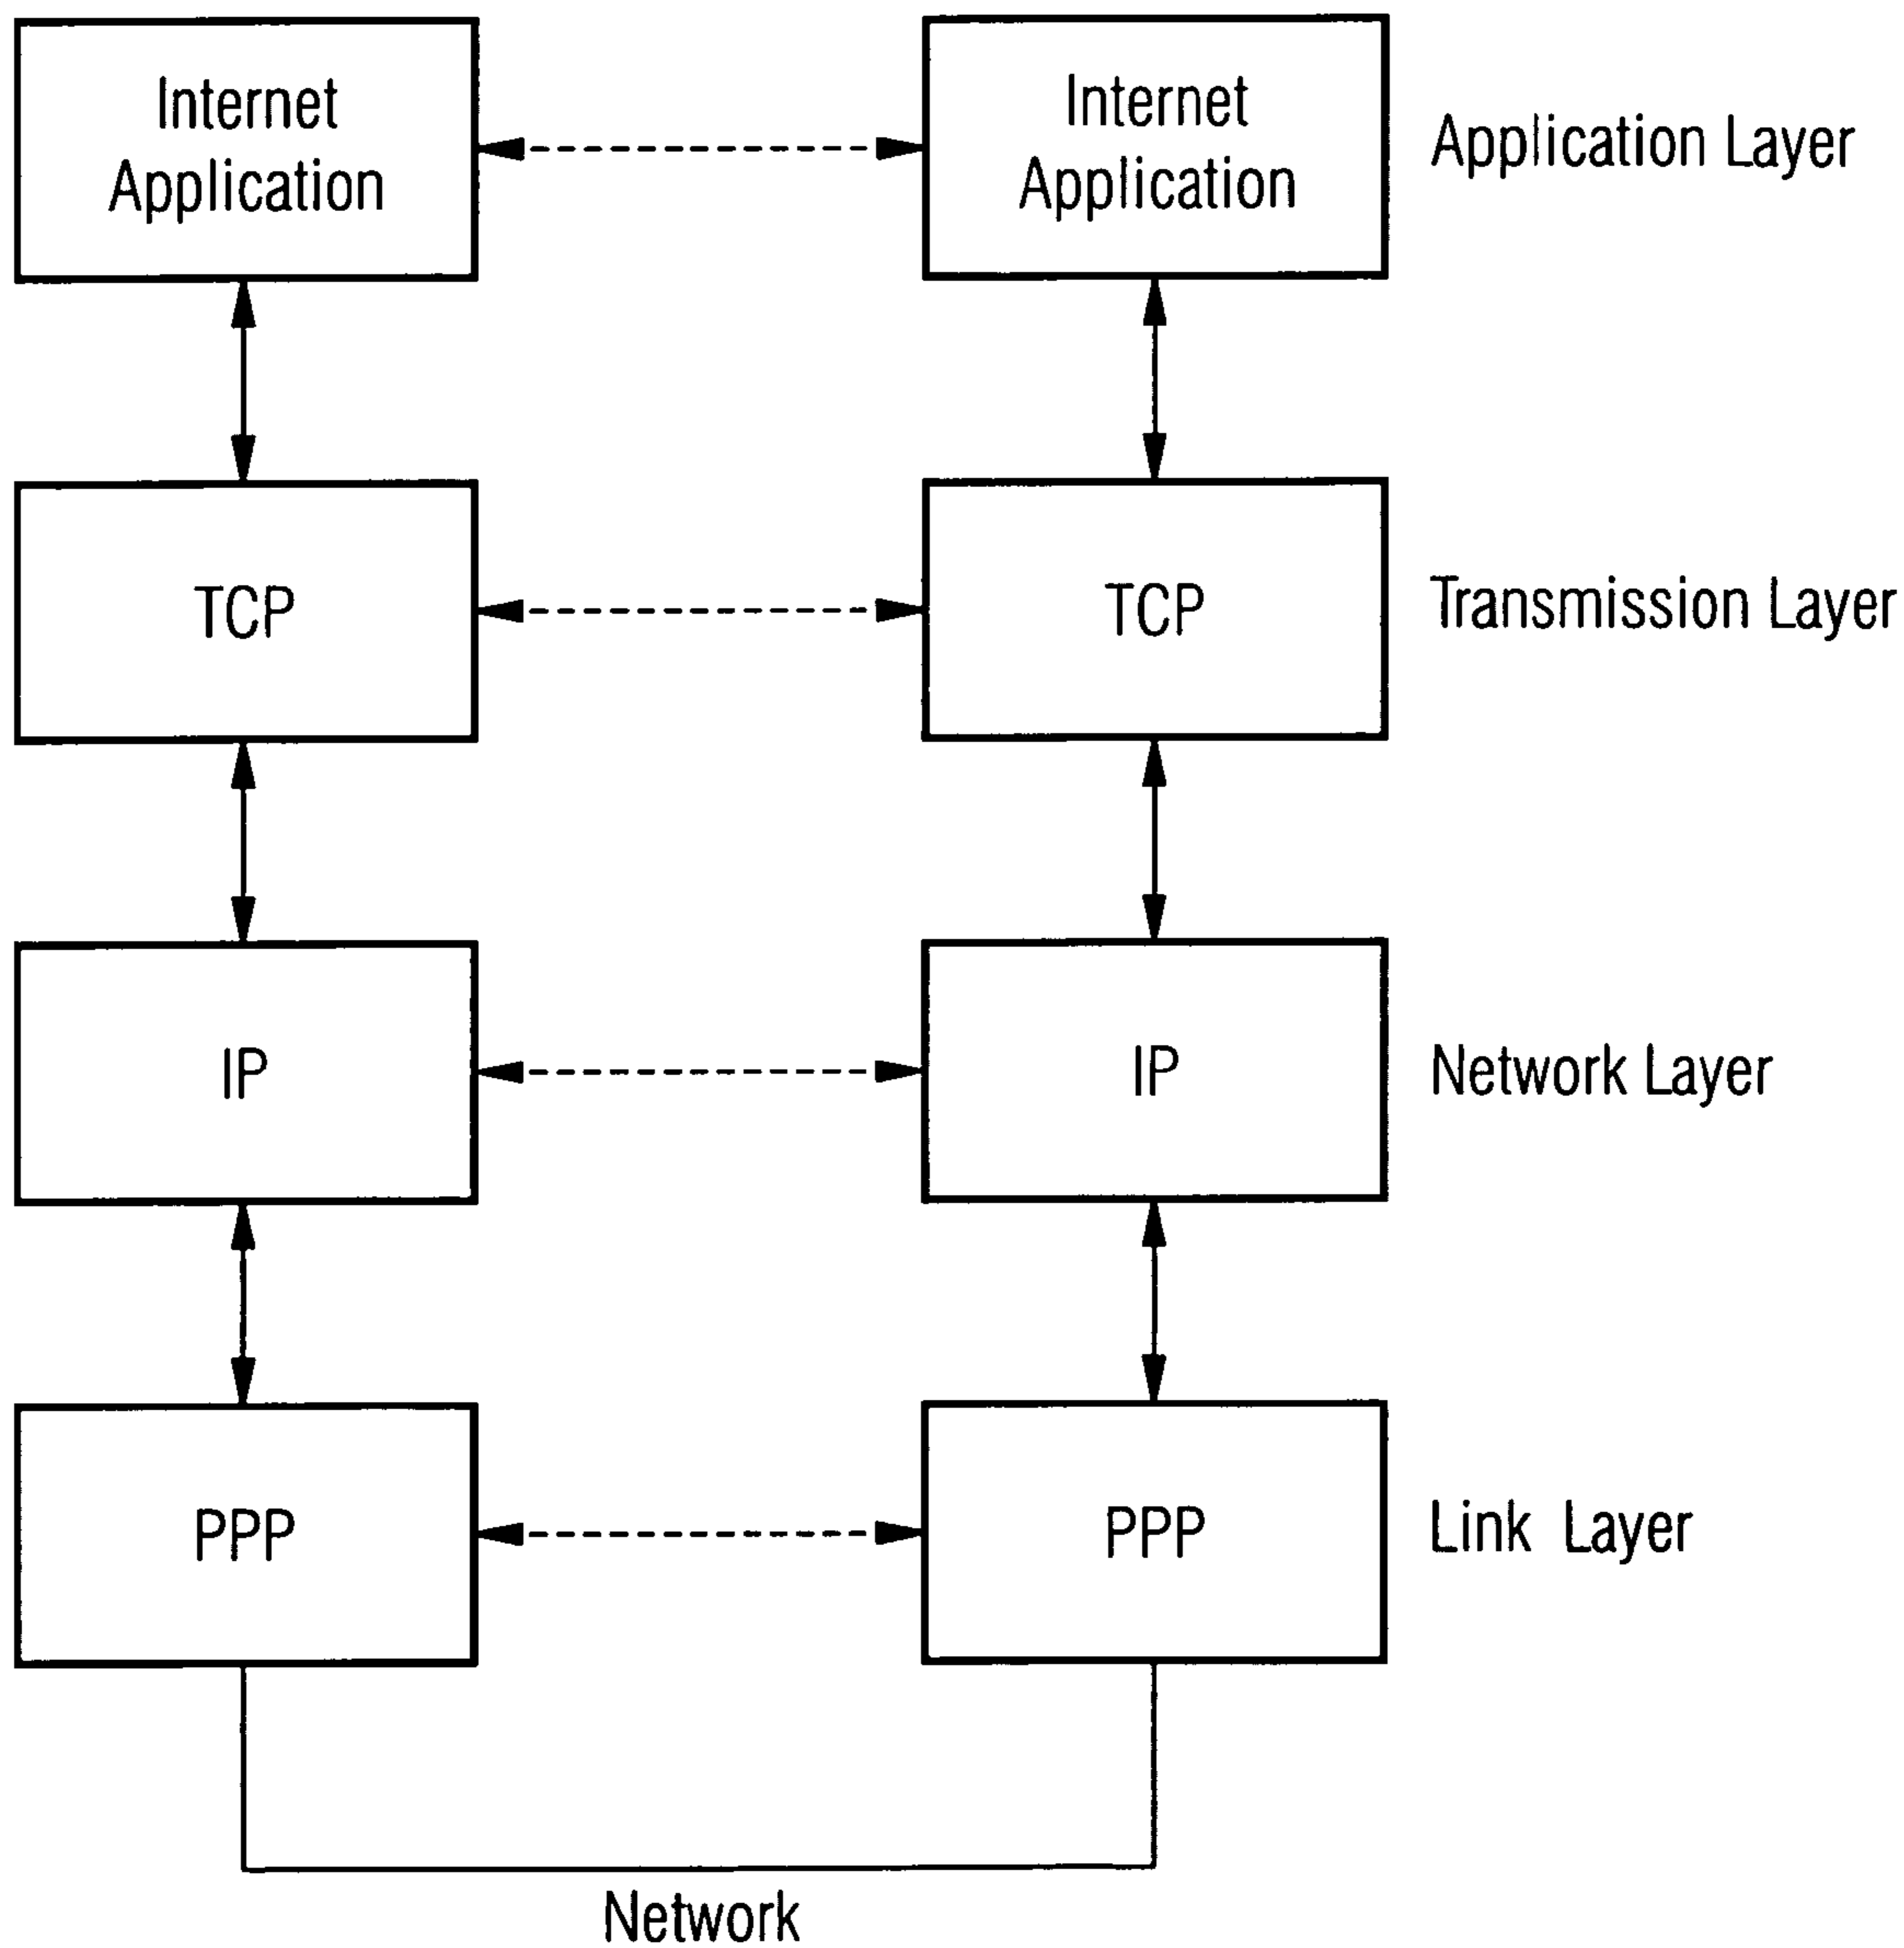 Internet
Application
Internet
Application
Application Layer
TCP
TCP
Transmission Layer
IP
IP
Network Layer
PPP
PPP
Link Layer
Network